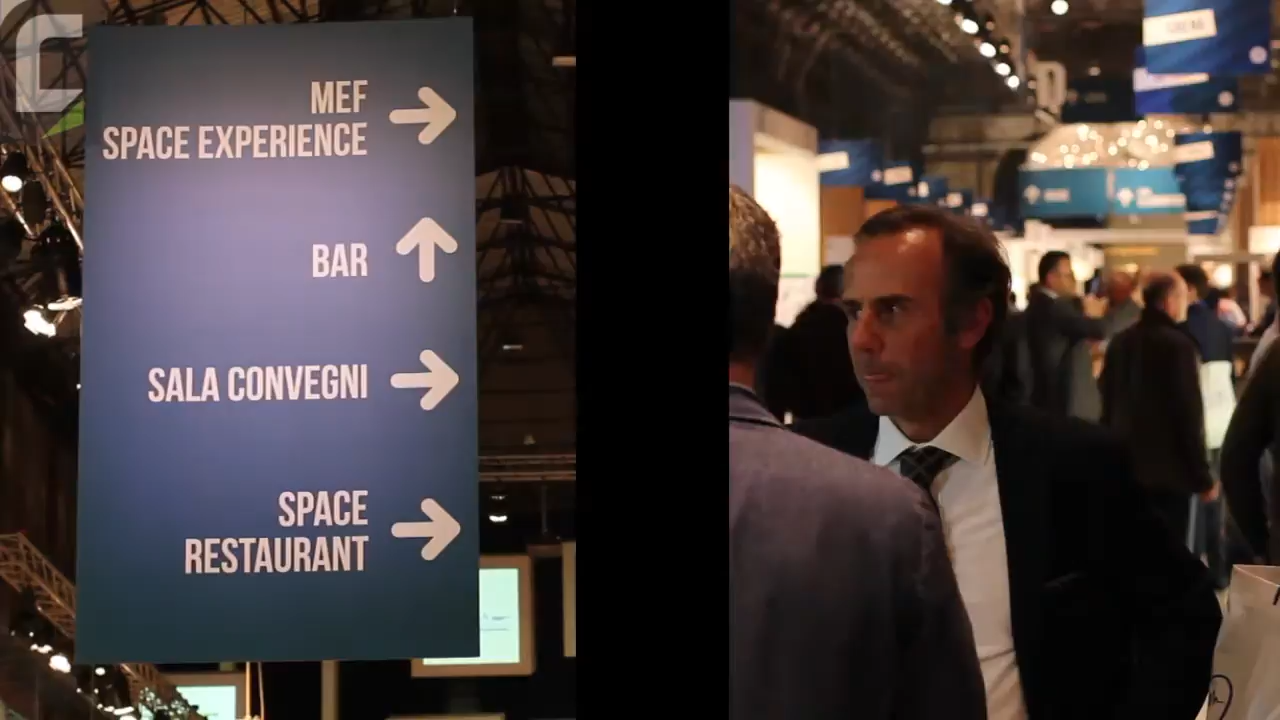 MEF
SPACE EXPERIENCE
BAR
SALA CONVEGNI
SPACE
RESTAURANT